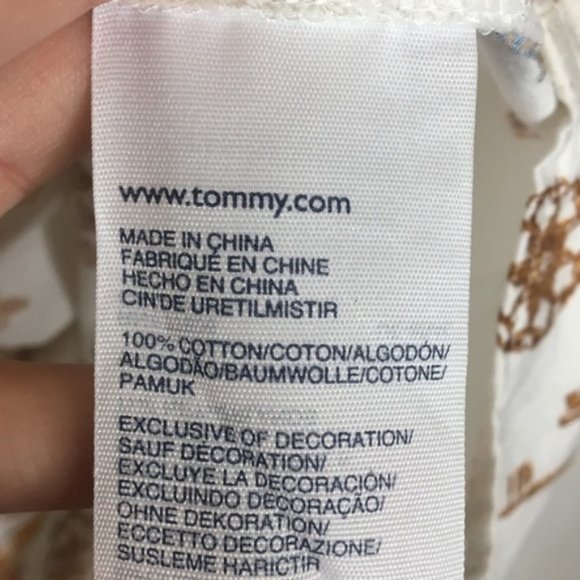 www.tommy.com
MADE IN CHINA
FABRIQUÉ EN CHINE
HECHO EN CHINA
CIN'DE URETILMISTIR
100% COTTON/COTON/ALGODÓN/
ALGODÃO/BAUMWOLLE/COTONE/
PAMUK
EXCLUSIVE OF DECORATION/
SAUF DECORATION/
EXCLUYE LA DECORACIÓN/
EXCLUINDO DECORAÇÃO/
OHNE DEKORATION/
ECCETTO DECORAZIONE/
SUSLEME HARICTIR